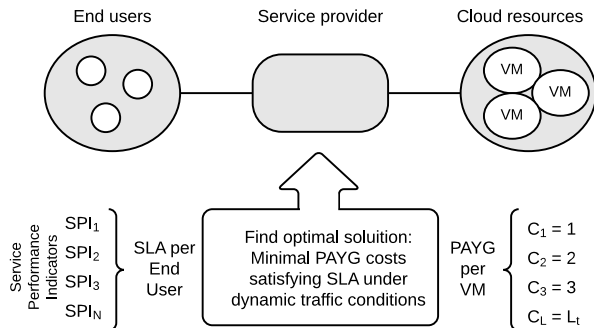 End users
Service provider
Cloud resources
VM
VM
VM
Service
Performance
Indicators
SPI₁
SPI₂
SPI₃
SPI_N
SLA per
End
User
Find optimal soluition:
Minimal PAYG costs
satisfying SLA under
dynamic traffic conditions
PAYG
per
VM
C₁ = 1
C₂ = 2
C₃ = 3
C_L = Lₜ